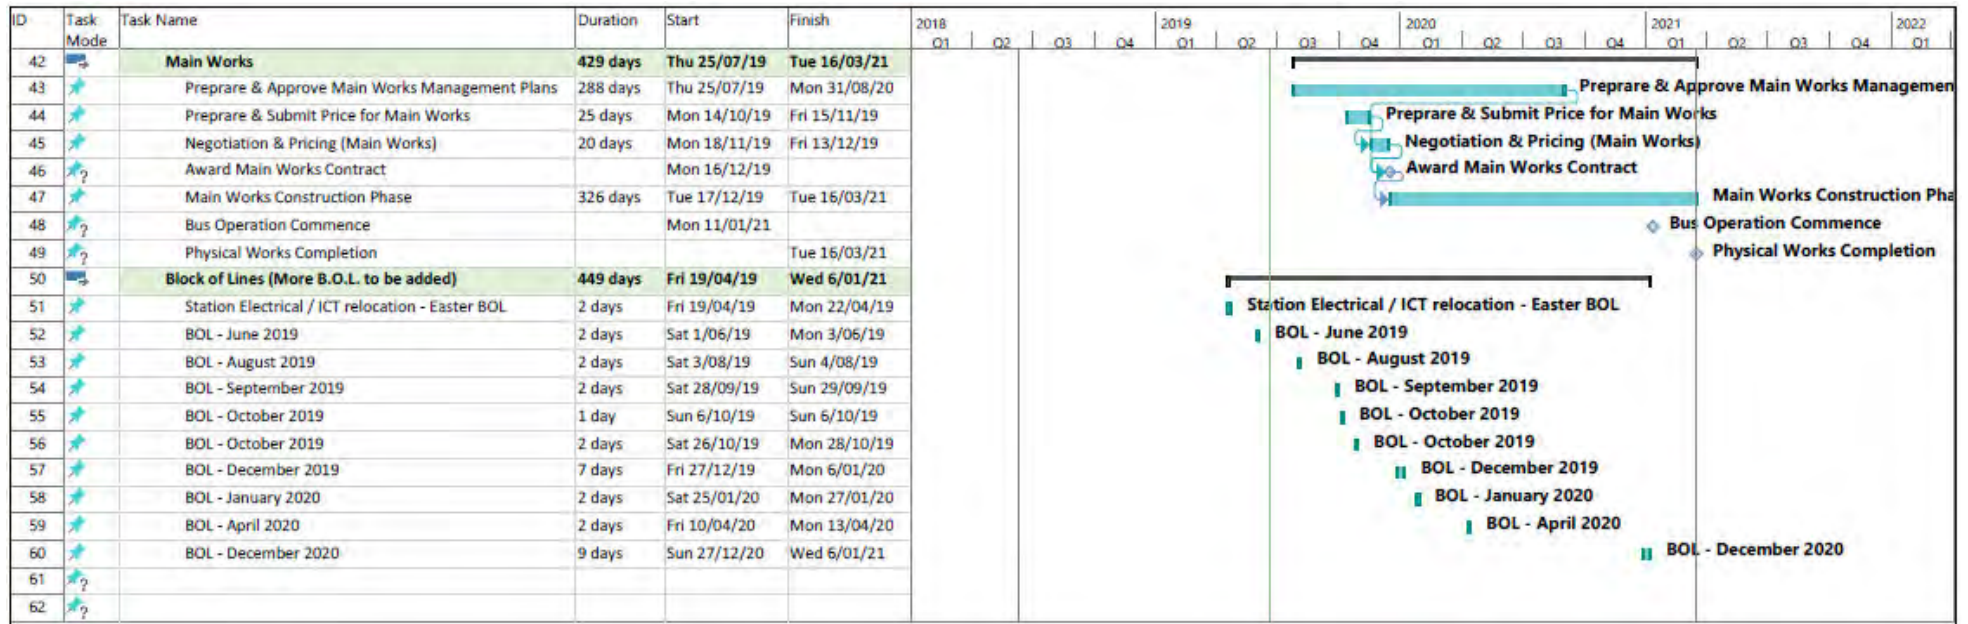 ID Task Mode Task Name Duration Start Finish 2018 2019 2020 2021 2022
Q1 Q2 Q3 Q4 Q1 Q2 Q3 Q4 Q1 Q2 Q3 Q4 Q1 Q2 Q3 Q4 Q1
42 Main Works 429 days Thu 25/07/19 Tue 16/03/21
43 Preprare & Approve Main Works Management Plans 288 days Thu 25/07/19 Mon 31/08/20 Preprare & Approve Main Works Managemen
44 Preprare & Submit Price for Main Works 25 days Mon 14/10/19 Fri 15/11/19 Preprare & Submit Price for Main Works
45 Negotiation & Pricing (Main Works) 20 days Mon 18/11/19 Fri 13/12/19 Negotiation & Pricing (Main Works)
46 ? Award Main Works Contract Mon 16/12/19 Award Main Works Contract
47 Main Works Construction Phase 326 days Tue 17/12/19 Tue 16/03/21 Main Works Construction Pha
48 ? Bus Operation Commence Mon 11/01/21 Bus Operation Commence
49 ? Physical Works Completion Tue 16/03/21 Physical Works Completion
50 Block of Lines (More B.O.L. to be added) 449 days Fri 19/04/19 Wed 6/01/21
51 Station Electrical / ICT relocation - Easter BOL 2 days Fri 19/04/19 Mon 22/04/19 Station Electrical / ICT relocation - Easter BOL
52 BOL - June 2019 2 days Sat 1/06/19 Mon 3/06/19 BOL - June 2019
53 BOL - August 2019 2 days Sat 3/08/19 Sun 4/08/19 BOL - August 2019
54 BOL - September 2019 2 days Sat 28/09/19 Sun 29/09/19 BOL - September 2019
55 BOL - October 2019 1 day Sun 6/10/19 Sun 6/10/19 BOL - October 2019
56 BOL - October 2019 2 days Sat 26/10/19 Mon 28/10/19 BOL - October 2019
57 BOL - December 2019 7 days Fri 27/12/19 Mon 6/01/20 BOL - December 2019
58 BOL - January 2020 2 days Sat 25/01/20 Mon 27/01/20 BOL - January 2020
59 BOL - April 2020 2 days Fri 10/04/20 Mon 13/04/20 BOL - April 2020
60 BOL - December 2020 9 days Sun 27/12/20 Wed 6/01/21 BOL - December 2020
61 ?
62 ?